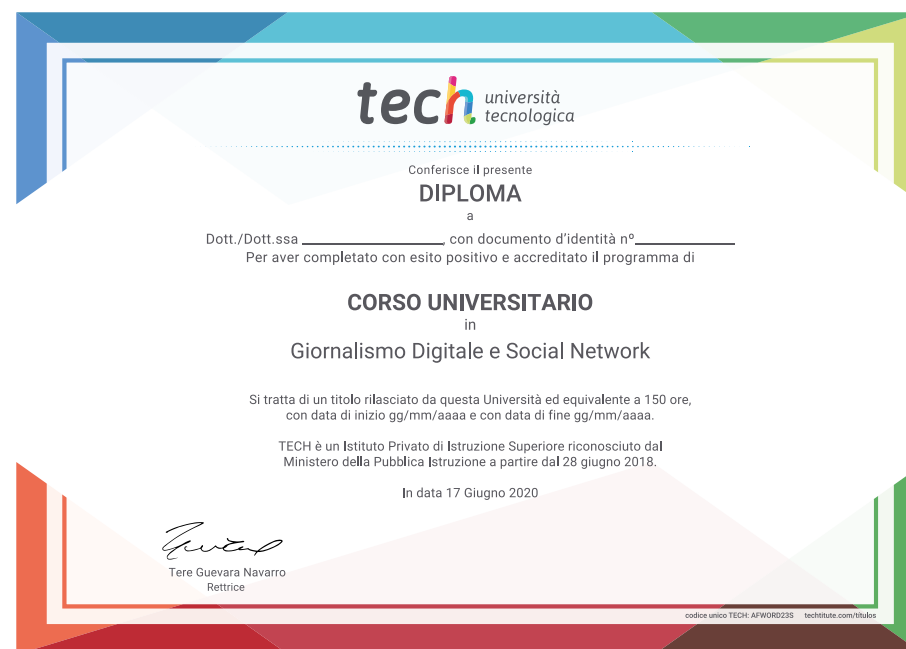 tech università
tecnologica
Conferisce il presente
DIPLOMA
a
Dott./Dott.ssa ____________________, con documento d'identità nº______________
Per aver completato con esito positivo e accreditato il programma di
CORSO UNIVERSITARIO
in
Giornalismo Digitale e Social Network
Si tratta di un titolo rilasciato da questa Università ed equivalente a 150 ore,
con data di inizio gg/mm/aaaa e con data di fine gg/mm/aaaa.
TECH è un Istituto Privato di Istruzione Superiore riconosciuto dal
Ministero della Pubblica Istruzione a partire dal 28 giugno 2018.
In data 17 Giugno 2020
Tere Guevara Navarro
Rettrice
codice unico TECH: AFWORD23S techtitute.com/titulos